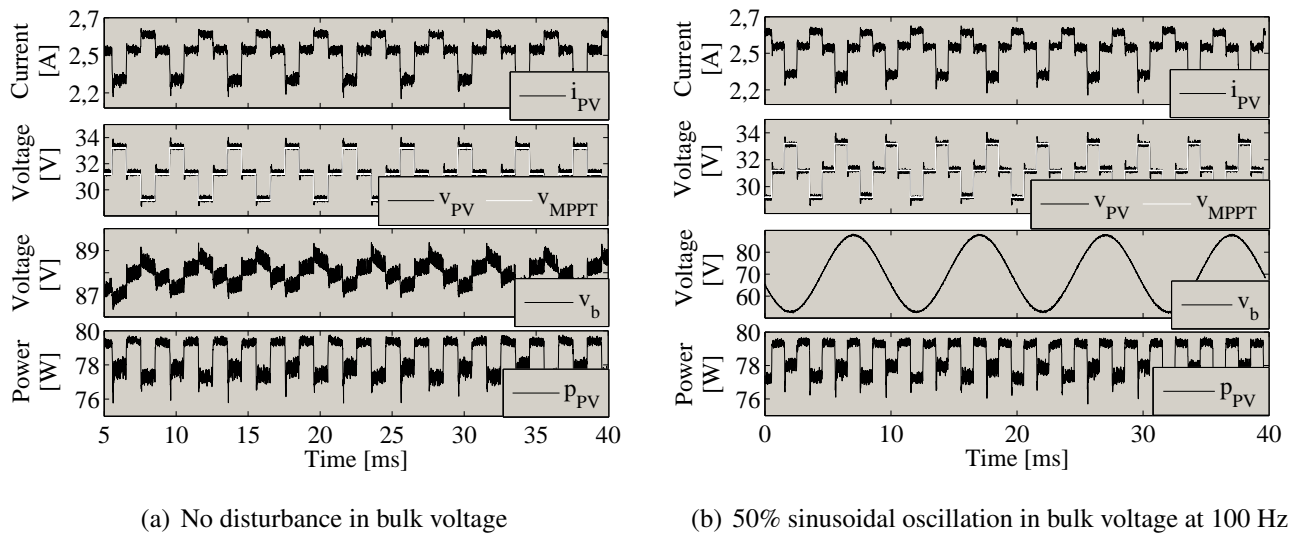 2,7
Current
[A]
2,5
2,2
i_PV
34
Voltage
[V]
32
30
v_PV v_MPPT
89
Voltage
[V]
87
v_b
80
Power
[W]
78
76
p_PV
5 10 15 20 25 30 35 40
Time [ms]
(a) No disturbance in bulk voltage
2,7
Current
[A]
2,5
2,2
i_PV
34
Voltage
[V]
32
30
v_PV v_MPPT
80
Voltage
[V]
70
60
v_b
80
Power
[W]
78
76
p_PV
0 10 20 30 40
Time [ms]
(b) 50% sinusoidal oscillation in bulk voltage at 100 Hz